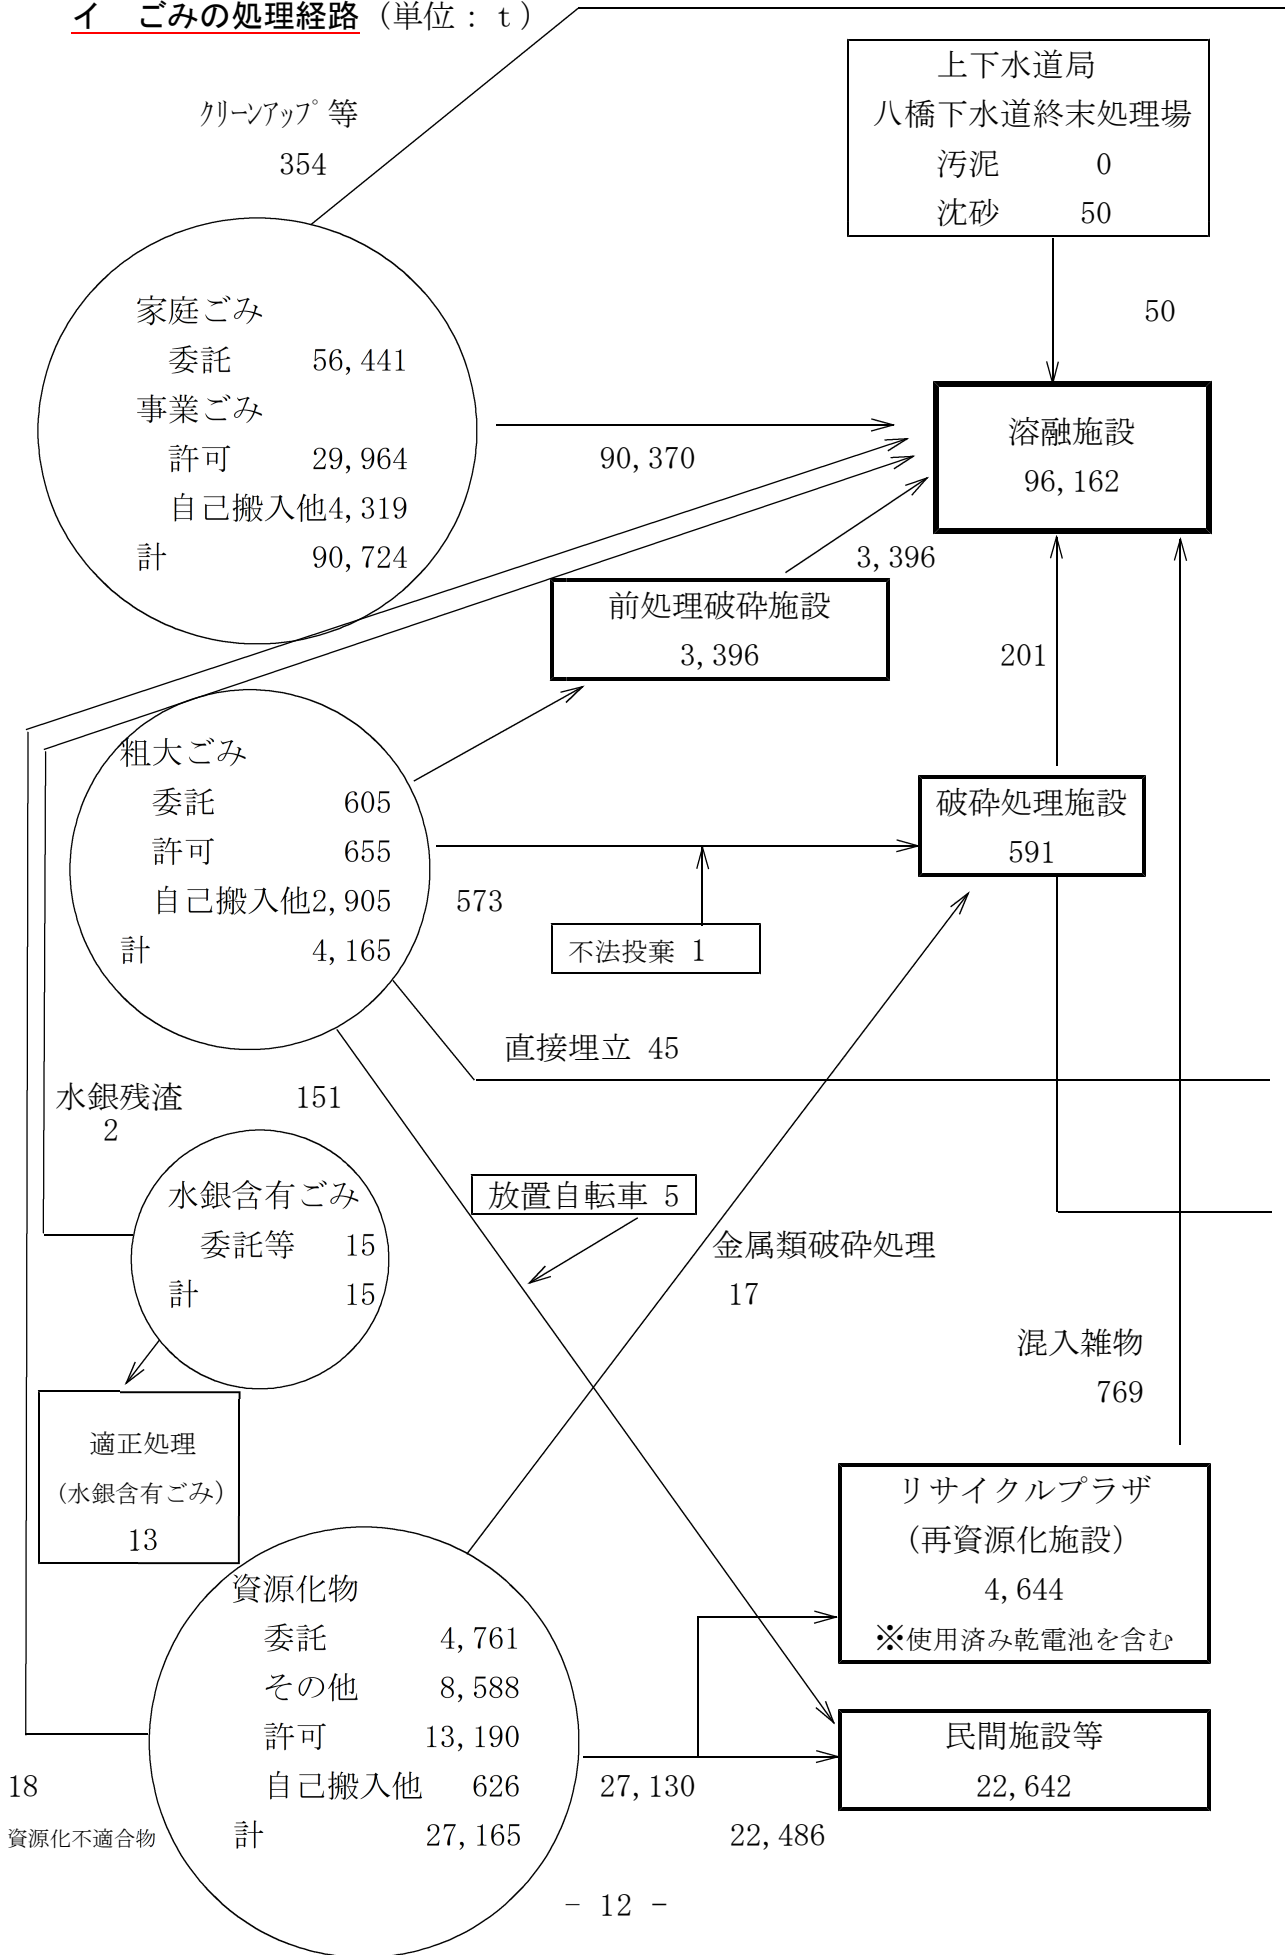 イ　ごみの処理経路（単位：ｔ）
ｸﾘｰﾝｱｯﾌﾟ等
354
上下水道局
八橋下水道終末処理場
汚泥　0
沈砂　50
50
家庭ごみ
委託　56,441
事業ごみ
許可　29,964
自己搬入他4,319
計　90,724
90,370
溶融施設
96,162
3,396
前処理破砕施設
3,396
201
粗大ごみ
委託　605
許可　655
自己搬入他2,905
計　4,165
573
破砕処理施設
591
不法投棄 1
直接埋立 45
水銀残渣
2
151
水銀含有ごみ
委託等　15
計　15
放置自転車 5
金属類破砕処理
17
混入雑物
769
適正処理
（水銀含有ごみ）
13
リサイクルプラザ
（再資源化施設）
4,644
※使用済み乾電池を含む
資源化物
委託　4,761
その他　8,588
許可　13,190
自己搬入他　626
計　27,165
18
資源化不適合物
27,130
22,486
民間施設等
22,642
- 12 -